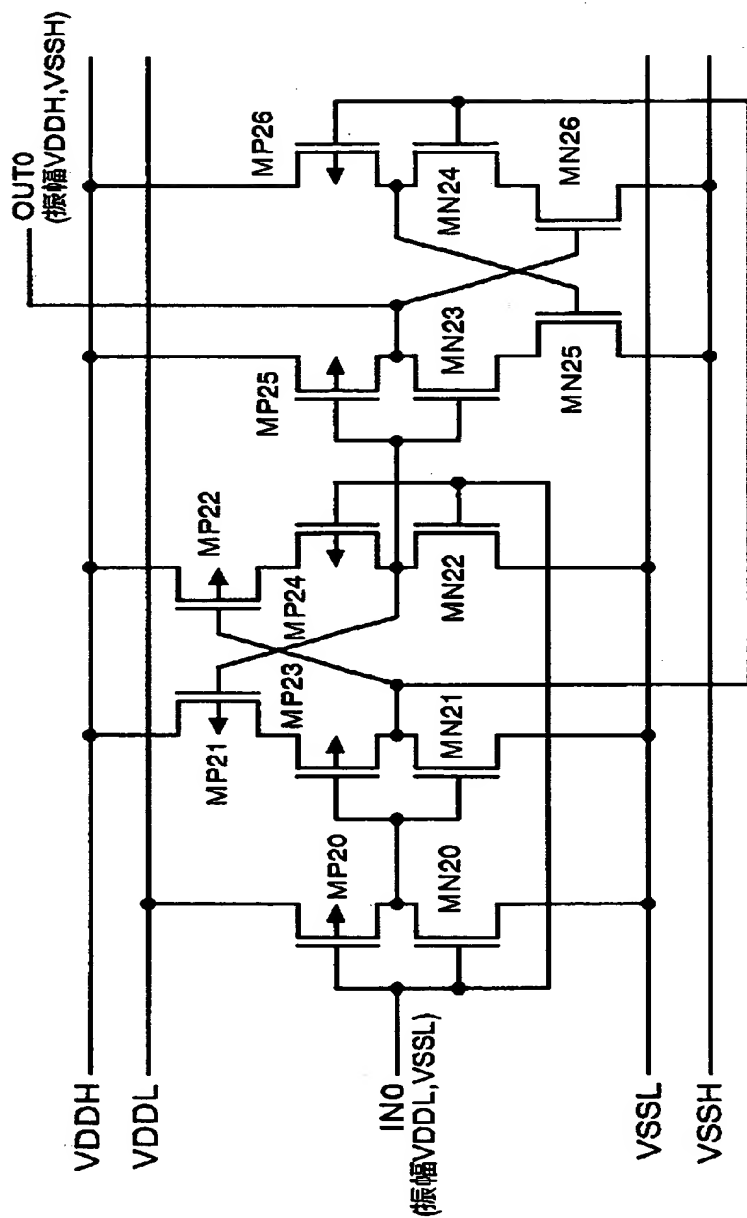 OUT0
(振幅VDDH,VSSH)
VDDH
VDDL
MP26
MP25
MP22
MP21
MP24
MP23
MP20
MN24
MN26
MN23
MN25
MN22
MN21
MN20
IN0
(振幅VDDL,VSSL)
VSSL
VSSH